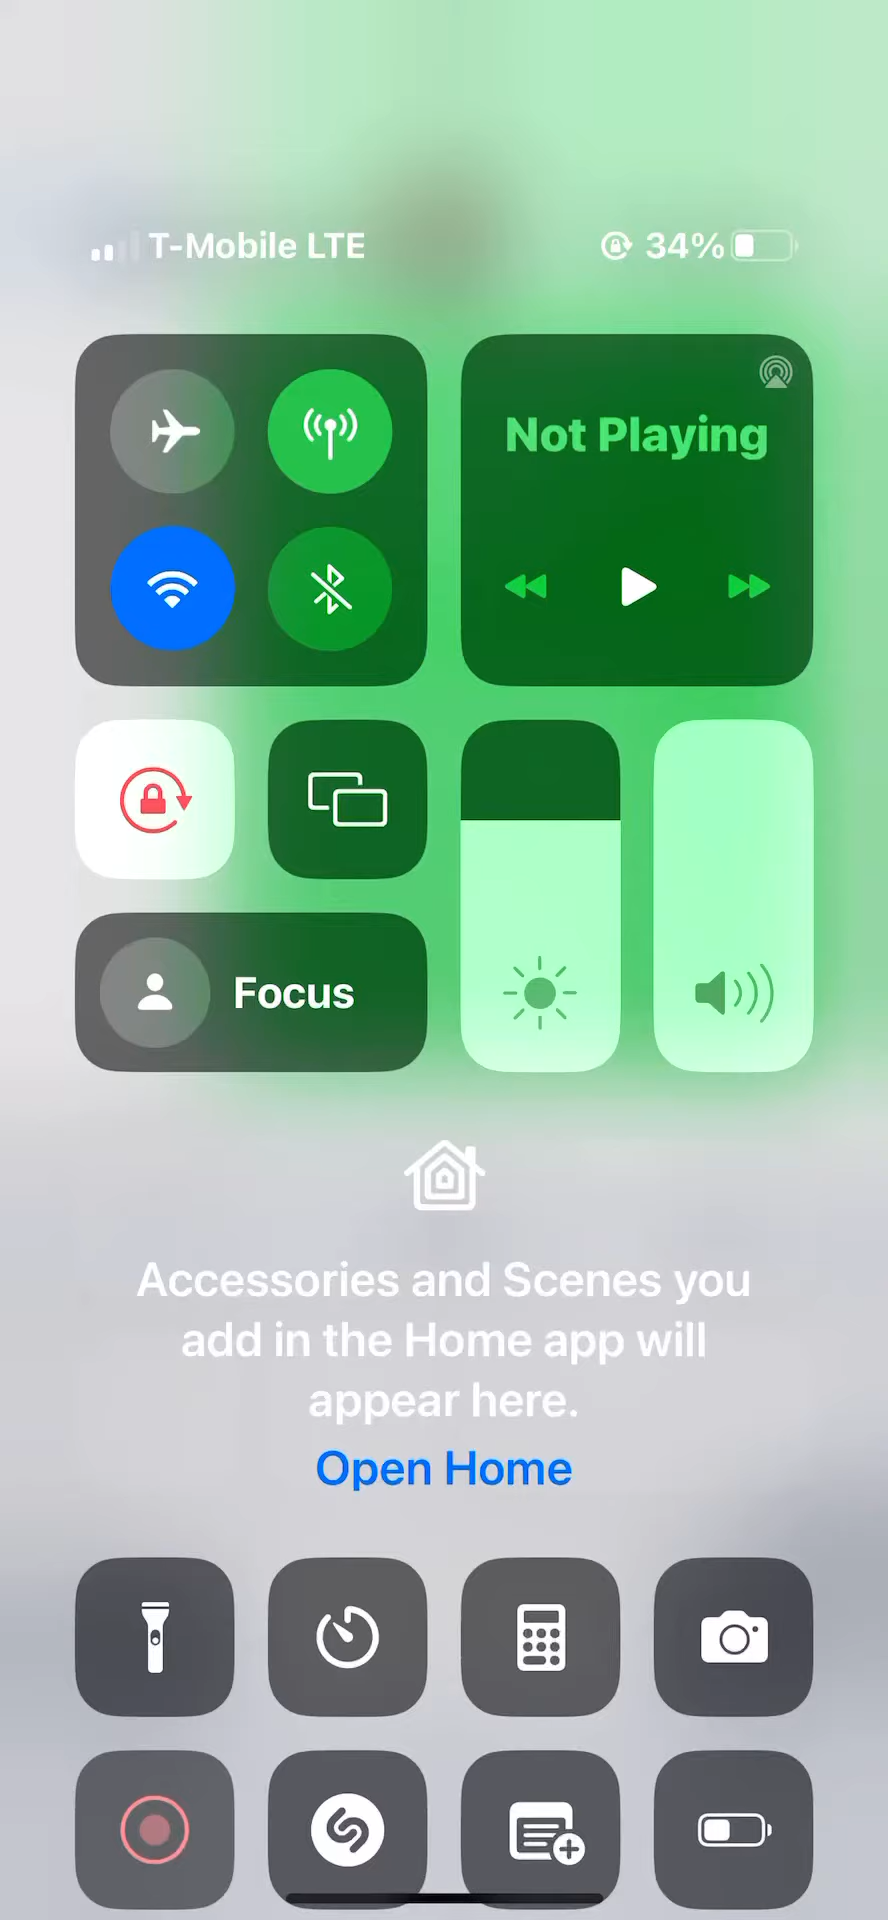 T-Mobile LTE
34%
Not Playing
Focus
Accessories and Scenes you
add in the Home app will
appear here.
Open Home